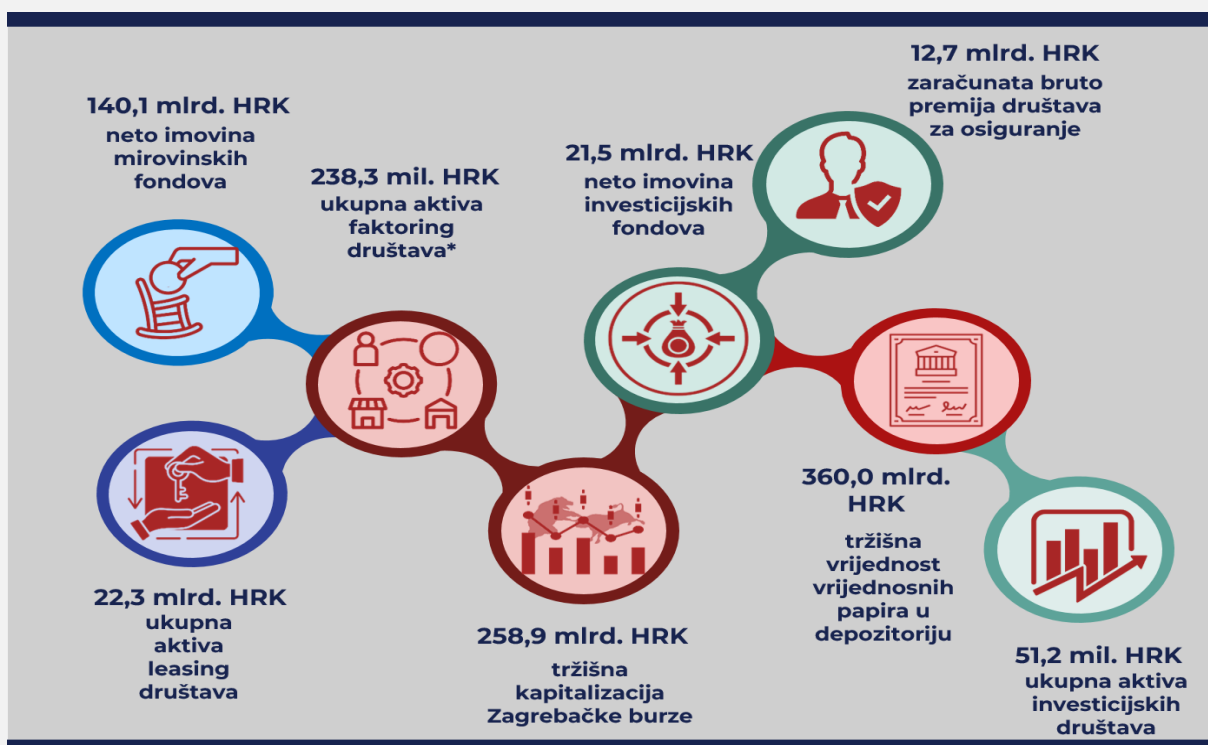 140,1 mlrd. HRK
neto imovina
mirovinskih
fondova
238,3 mil. HRK
ukupna aktiva
faktoring
društava*
21,5 mlrd. HRK
neto imovina
investicijskih
fondova
12,7 mlrd. HRK
zaračunata bruto
premija društava
za osiguranje
22,3 mlrd. HRK
ukupna
aktiva
leasing
društava
258,9 mlrd. HRK
tržišna
kapitalizacija
Zagrebačke burze
360,0 mlrd.
HRK
tržišna
vrijednost
vrijednosnih
papira u
depozitoriju
51,2 mil. HRK
ukupna aktiva
investicijskih
društava